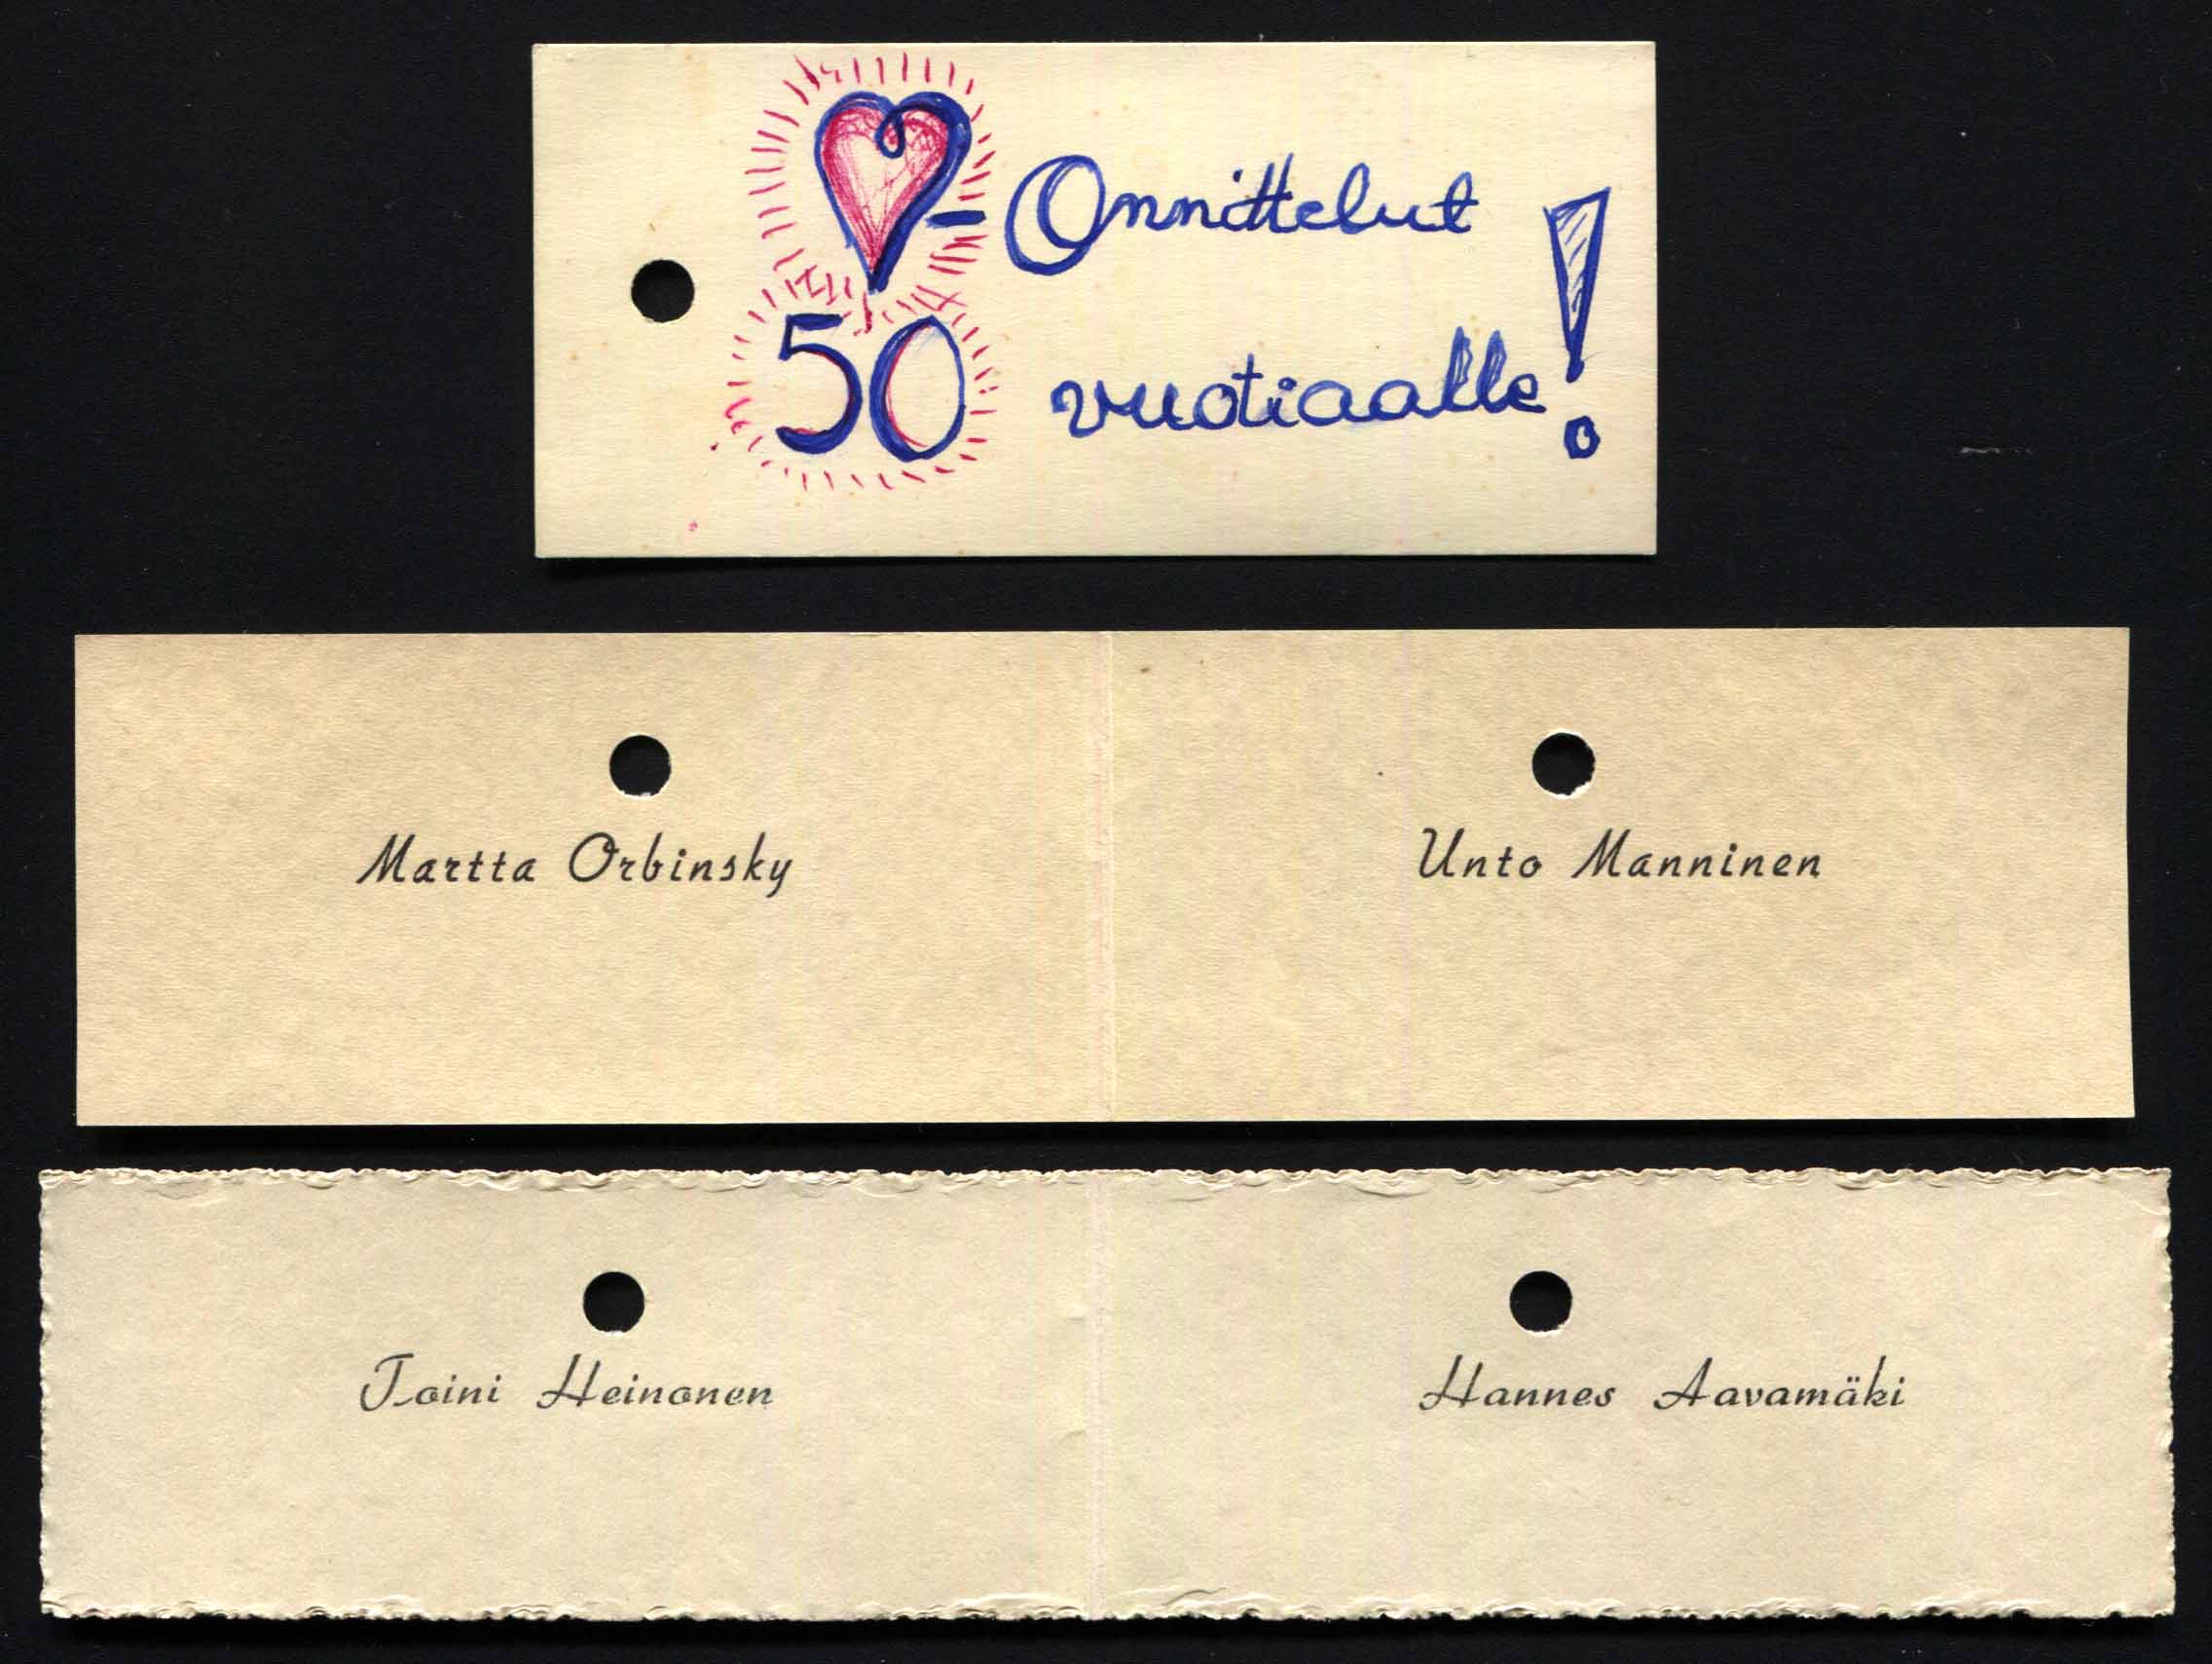 ♥-Onnittelut
50 vuotiaalle!
Martta Orbinsky
Unto Manninen
Toini Heinonen
Hannes Aavamäki